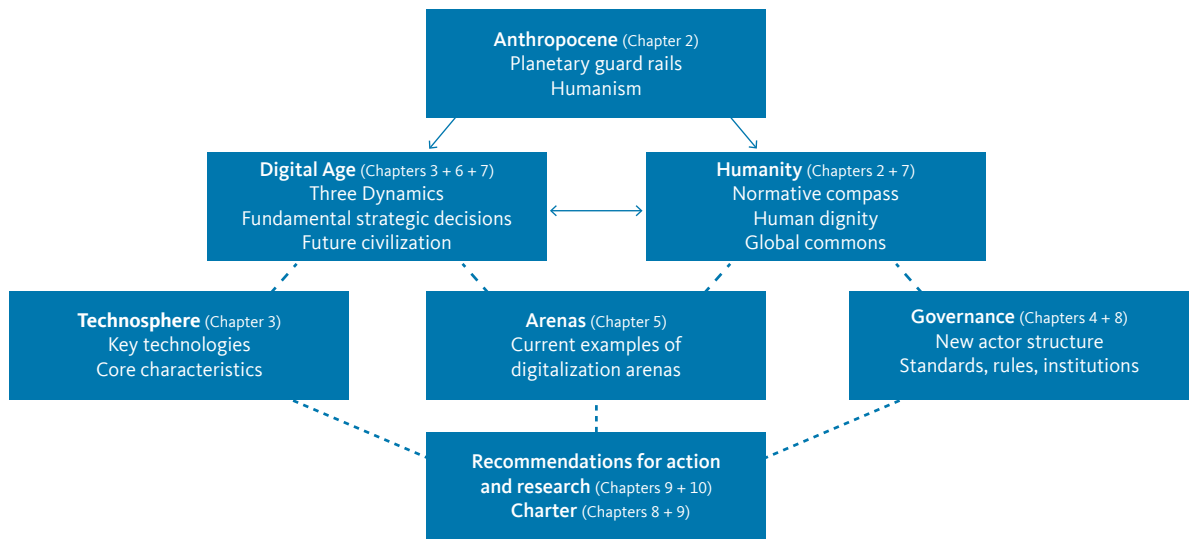 Anthropocene (Chapter 2)
Planetary guard rails
Humanism
Digital Age (Chapters 3 + 6 + 7)
Three Dynamics
Fundamental strategic decisions
Future civilization
Humanity (Chapters 2 + 7)
Normative compass
Human dignity
Global commons
Technosphere (Chapter 3)
Key technologies
Core characteristics
Arenas (Chapter 5)
Current examples of
digitalization arenas
Governance (Chapters 4 + 8)
New actor structure
Standards, rules, institutions
Recommendations for action
and research (Chapters 9 + 10)
Charter (Chapters 8 + 9)